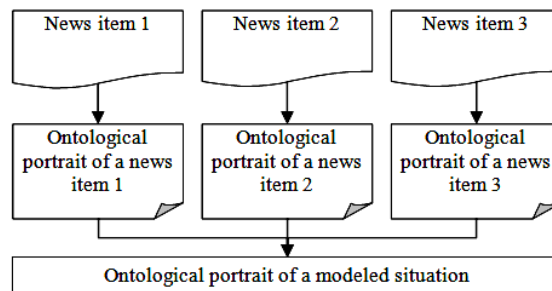 News item 1
News item 2
News item 3
Ontological
portrait of a news
item 1
Ontological
portrait of a news
item 2
Ontological
portrait of a news
item 3
Ontological portrait of a modeled situation